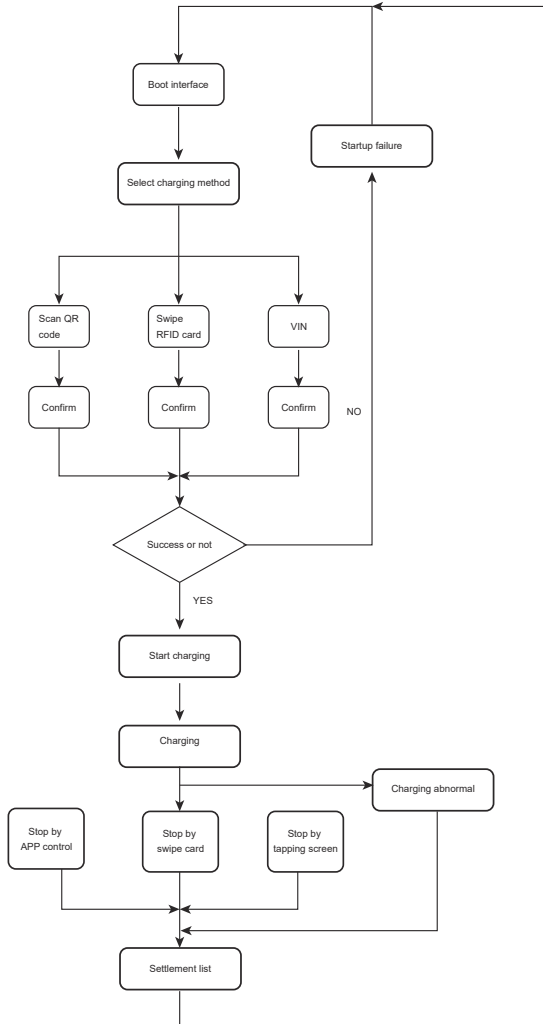 Boot interface
Startup failure
Select charging method
Scan QR
code
Swipe
RFID card
VIN
Confirm
Confirm
Confirm
NO
Success or not
YES
Start charging
Charging
Charging abnormal
Stop by
APP control
Stop by
swipe card
Stop by
tapping screen
Settlement list